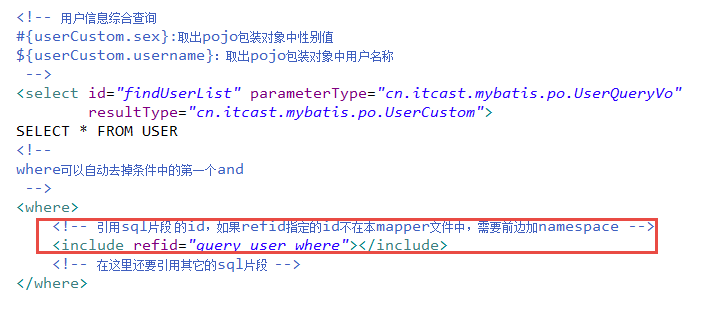 <!-- 用户信息综合查询
#{userCustom.sex}:取出pojo包装对象中性别值
${userCustom.username}：取出pojo包装对象中用户名称
-->
<select id="findUserList" parameterType="cn.itcast.mybatis.po.UserQueryVo"
resultType="cn.itcast.mybatis.po.UserCustom">
SELECT * FROM USER
<!--
where可以自动去掉条件中的第一个and
-->
<where>
<!-- 引用sql片段 的id，如果refid指定的id不在本mapper文件中，需要前边加namespace -->
<include refid="query_user_where"></include>
<!-- 在这里还要引用其它的sql片段 -->
</where>